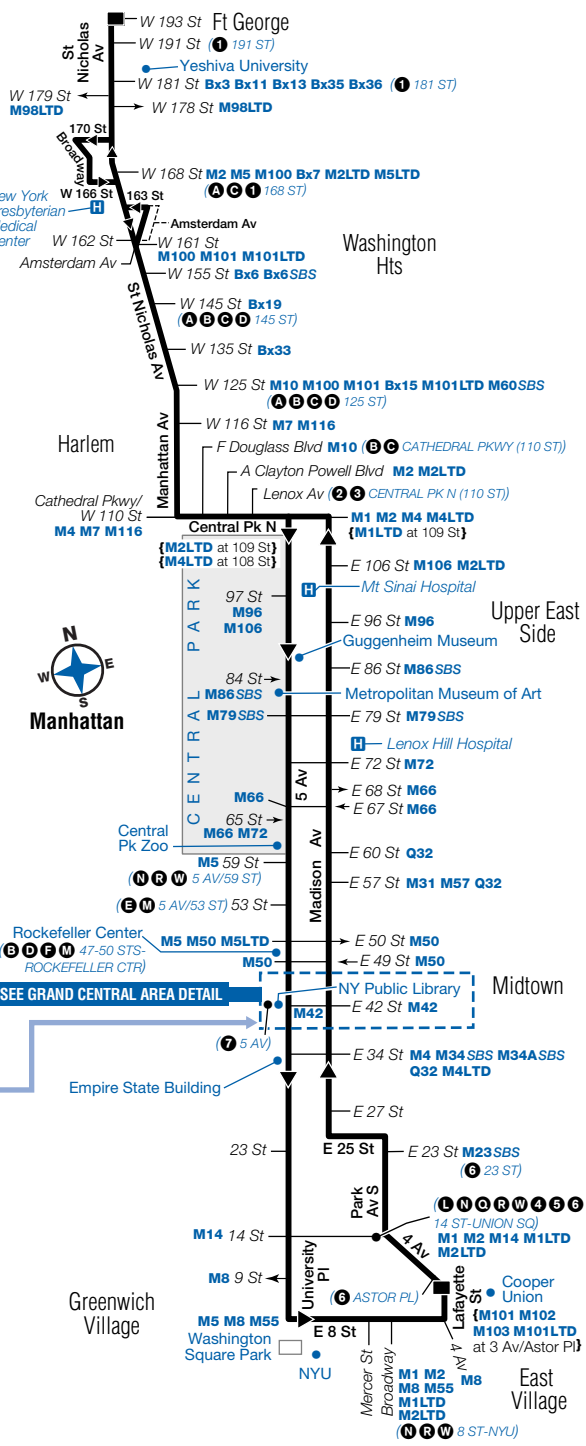 W 193 St Ft George
W 191 St (1 191 ST)
St Nicholas Av
Yeshiva University
W 181 St Bx3 Bx11 Bx13 Bx35 Bx36 (1 181 ST)
W 179 St
M98LTD
W 178 St M98LTD
170 St
Broadway
W 168 St M2 M5 M100 Bx7 M2LTD M5LTD
(A C 1 168 ST)
W 166 St
163 St
H
York
Medical
Amsterdam Av
W 162 St
W 161 St
M100 M101 M101LTD
Amsterdam Av
Washington
Hts
W 155 St Bx6 Bx6SBS
W 145 St Bx19
(A B C D 145 ST)
St Nicholas Av
W 135 St Bx33
W 125 St M10 M100 M101 Bx15 M101LTD M60SBS
(A B C D 125 ST)
W 116 St M7 M116
Harlem
Manhattan Av
F Douglass Blvd M10 (B C CATHEDRAL PKWY (110 ST))
A Clayton Powell Blvd M2 M2LTD
Lenox Av (2 3 CENTRAL PK N (110 ST))
Cathedral Pkwy/
W 110 St
M4 M7 M116
Central Pk N
M1 M2 M4 M4LTD
{M1LTD at 109 St}
{M2LTD at 109 St}
{M4LTD at 108 St}
E 106 St M106 M2LTD
H Mt Sinai Hospital
CENTRAL PARK
97 St
M96
M106
E 96 St M96
Upper East
Side
Guggenheim Museum
N
W E
S
Manhattan
E 86 St M86SBS
84 St
M86SBS
Metropolitan Museum of Art
M79SBS
E 79 St M79SBS
H Lenox Hill Hospital
E 72 St M72
5 Av
M66
E 68 St M66
E 67 St M66
65 St
M66 M72
Madison Av
Central
Pk Zoo
E 60 St Q32
M5 59 St
(N R W 5 AV/59 ST)
E 57 St M31 M57 Q32
(E M 5 AV/53 ST) 53 St
Rockefeller Center
(B D F M 47-50 STS-
ROCKEFELLER CTR)
M5 M50 M5LTD
E 50 St M50
M50
E 49 St M50
Midtown
SEE GRAND CENTRAL AREA DETAIL
NY Public Library
M42
E 42 St M42
(7 5 AV)
E 34 St M4 M34SBS M34ASBS
Q32 M4LTD
Empire State Building
E 27 St
E 25 St
23 St
E 23 St M23SBS
(6 23 ST)
Park Av S
(L N Q R W 4 5 6
14 ST-UNION SQ)
M1 M2 M14 M1LTD
M2LTD
M14 14 St
4 Av
University Pl
M8 9 St
(6 ASTOR PL)
Lafayette St
Cooper
Union
{M101 M102
M103 M101LTD
at 3 Av/Astor Pl}
Greenwich
Village
M5 M8 M55
E 8 St
Washington
Square Park
NYU
Mercer St
Broadway
M1 M2
M8 M55
M1LTD
M2LTD
(N R W 8 ST-NYU)
4 Av
M8
East
Village